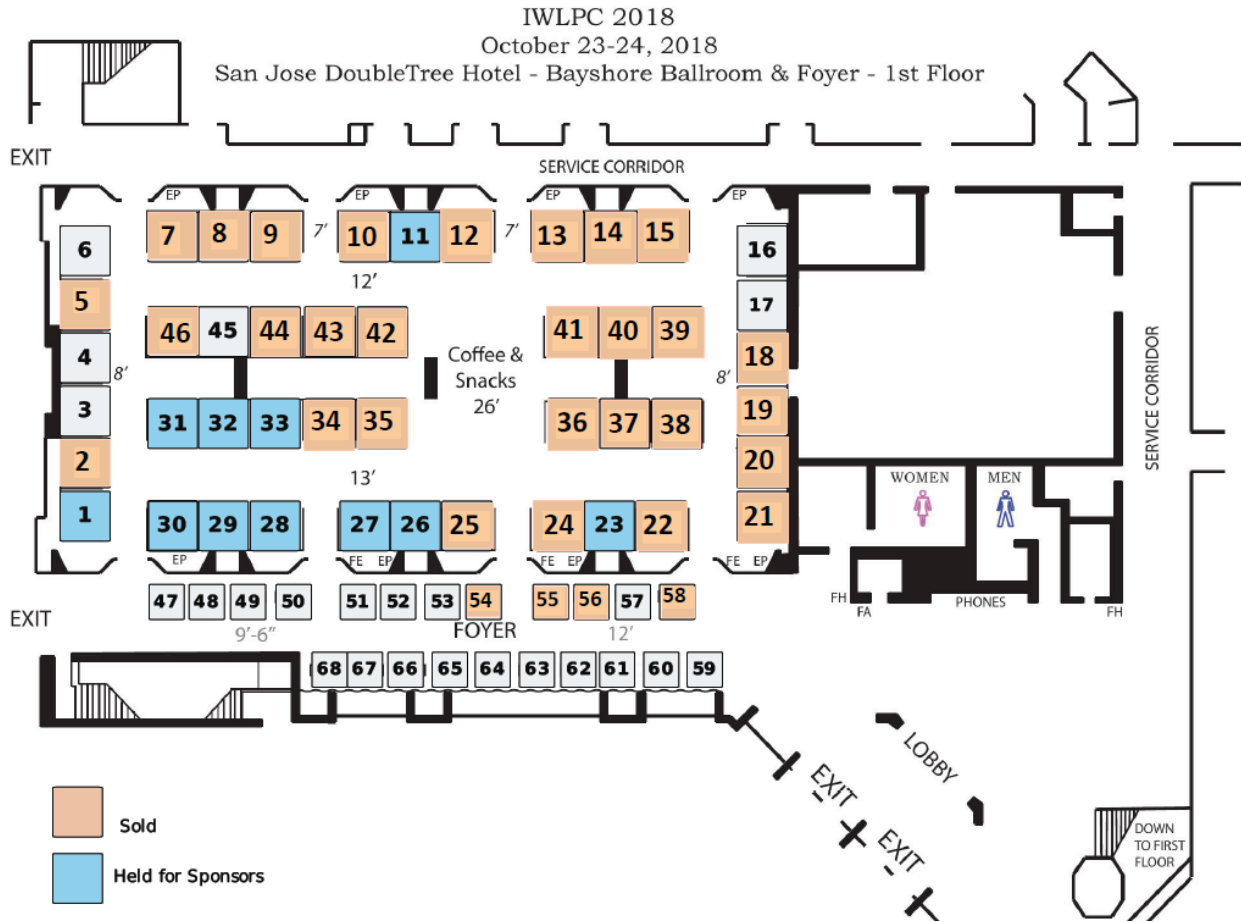 IWLPC 2018
October 23-24, 2018
San Jose DoubleTree Hotel - Bayshore Ballroom & Foyer - 1st Floor
EXIT
SERVICE CORRIDOR
EP EP EP EP
7 8 9 7' 10 11 12 7' 13 14 15
6 16
12'
5 17
46 45 44 43 42 41 40 39
4 8' Coffee & 8' 18
Snacks
26'
3 19
31 32 33 34 35 36 37 38
2 20
13'
WOMEN MEN
SERVICE CORRIDOR
1 30 29 28 27 26 25 24 23 22 21
EP FE EP FE EP FE EP
47 48 49 50 51 52 53 54 55 56 57 58
FH FA PHONES FH
EXIT
9'-6" FOYER 12'
68 67 66 65 64 63 62 61 60 59
LOBBY
EXIT
EXIT
Sold
Held for Sponsors
DOWN
TO FIRST
FLOOR